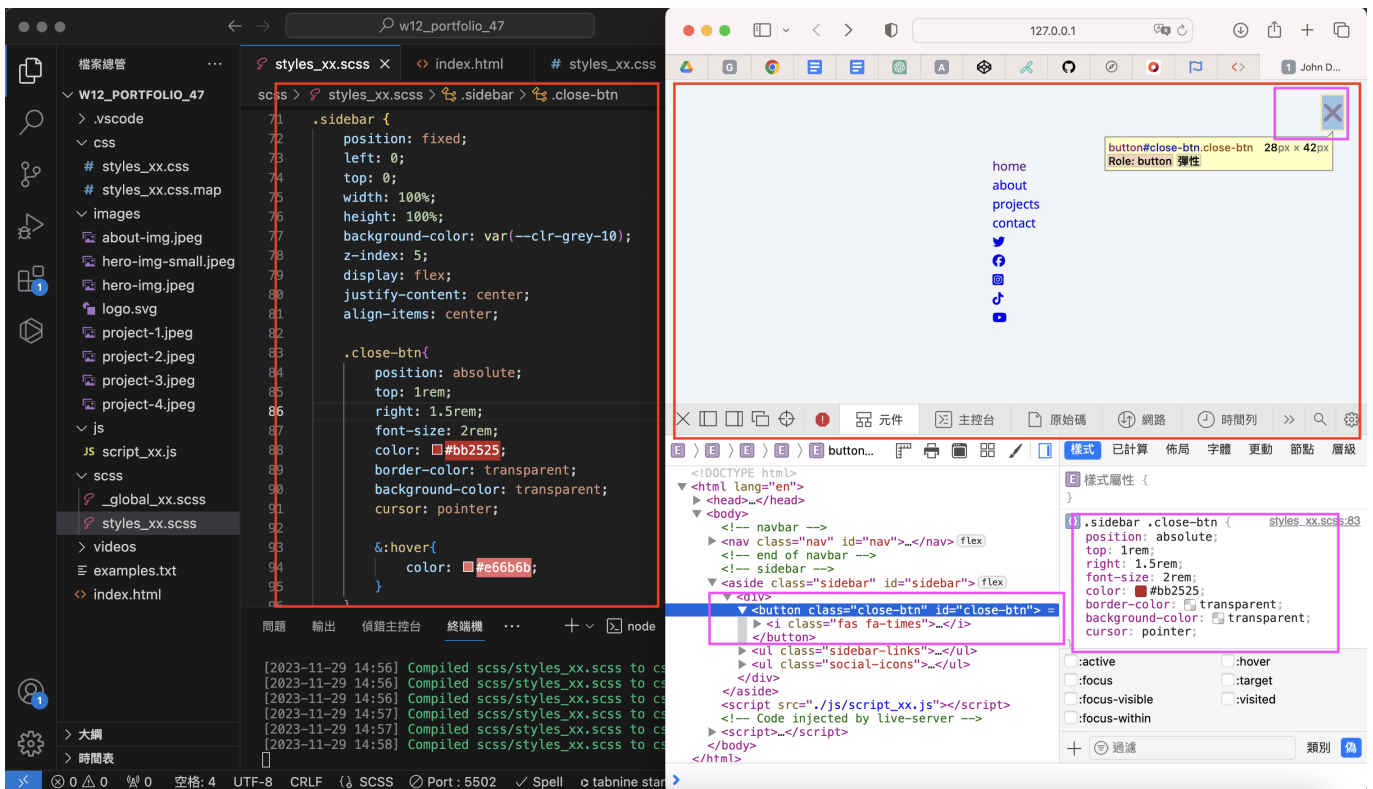 w12_portfolio_47
檔案總管 ···
W12_PORTFOLIO_47
.vscode
css
# styles_xx.css
# styles_xx.css.map
images
about-img.jpeg
hero-img-small.jpeg
hero-img.jpeg
logo.svg
project-1.jpeg
project-2.jpeg
project-3.jpeg
project-4.jpeg
js
JS script_xx.js
scss
_global_xx.scss
styles_xx.scss
videos
examples.txt
<> index.html
大綱
時間表
1
1
styles_xx.scss
<> index.html
# styles_xx.css
scss > styles_xx.scss > .sidebar > .close-btn
71 .sidebar {
72 position: fixed;
73 left: 0;
74 top: 0;
75 width: 100%;
76 height: 100%;
77 background-color: var(--clr-grey-10);
78 z-index: 5;
79 display: flex;
80 justify-content: center;
81 align-items: center;
82
83 .close-btn{
84 position: absolute;
85 top: 1rem;
86 right: 1.5rem;
87 font-size: 2rem;
88 color: #bb2525;
89 border-color: transparent;
90 background-color: transparent;
91 cursor: pointer;
92
93 &:hover{
94 color: #e66b6b;
95 }
96 }
問題 輸出 偵錯主控台 終端機 ··· node
[2023-11-29 14:56] Compiled scss/styles_xx.scss to cs
[2023-11-29 14:56] Compiled scss/styles_xx.scss to cs
[2023-11-29 14:56] Compiled scss/styles_xx.scss to cs
[2023-11-29 14:57] Compiled scss/styles_xx.scss to cs
[2023-11-29 14:57] Compiled scss/styles_xx.scss to cs
[2023-11-29 14:58] Compiled scss/styles_xx.scss to cs
0 0 0 空格: 4 UTF-8 CRLF SCSS Port : 5502 Spell tabnine star
127.0.0.1
G
A
1 John D...
button#close-btn.close-btn 28px × 42px
Role: button 彈性
home
about
projects
contact
元件 主控台 原始碼 網路 時間列
E E E E E button...
樣式 已計算 佈局 字體 更動 節點 層級
<!DOCTYPE html>
<html lang="en">
<head>…</head>
<body>
<!-- navbar -->
<nav class="nav" id="nav">…</nav> flex
<!-- end of navbar -->
<!-- sidebar -->
<aside class="sidebar" id="sidebar"> flex
<div>
<button class="close-btn" id="close-btn"> =
<i class="fas fa-times">…</i>
</button>
<ul class="sidebar-links">…</ul>
<ul class="social-icons">…</ul>
</div>
</aside>
<script src="./js/script_xx.js"></script>
<!-- Code injected by live-server -->
<script>…</script>
</body>
</html>
E 樣式屬性 {
}
.sidebar .close-btn { styles_xx.scss:83
position: absolute;
top: 1rem;
right: 1.5rem;
font-size: 2rem;
color: #bb2525;
border-color: transparent;
background-color: transparent;
cursor: pointer;
}
:active :hover
:focus :target
:focus-visible :visited
:focus-within
過濾 類別 偽